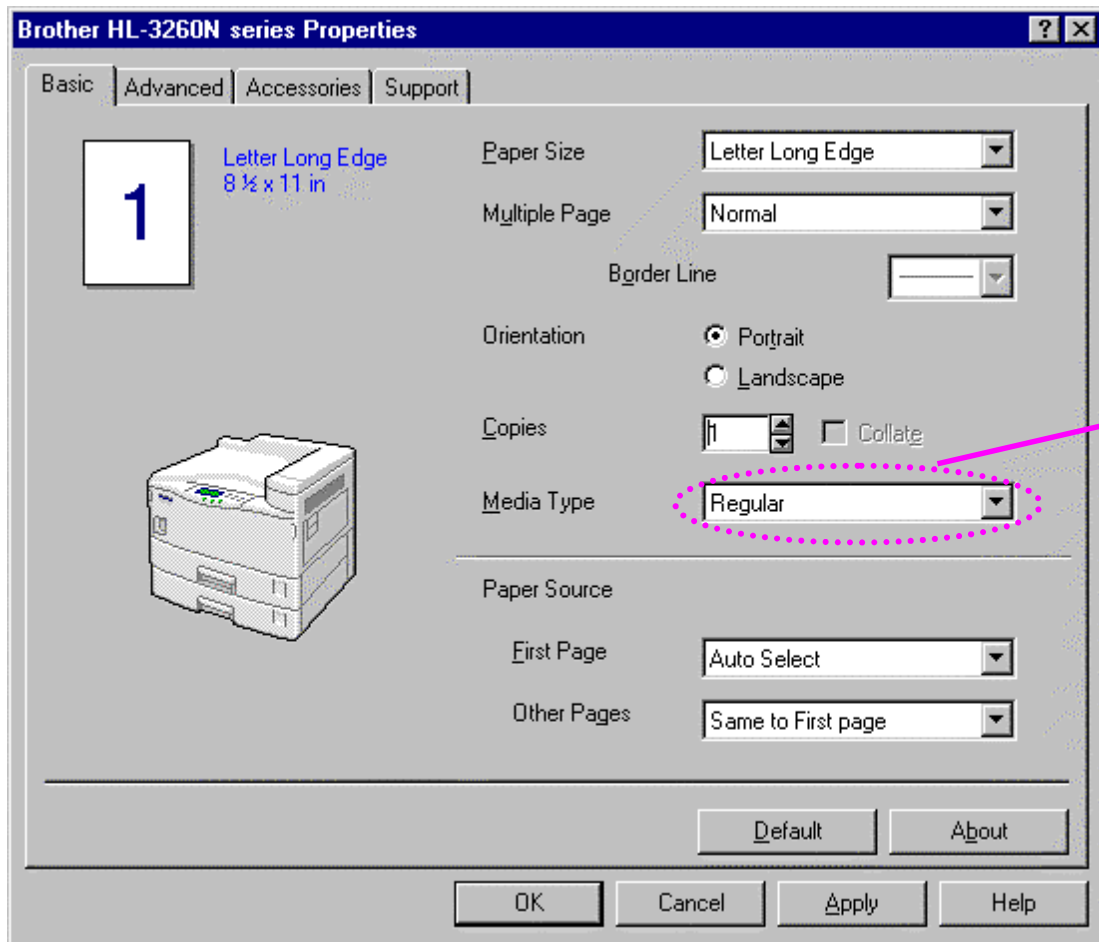 Brother HL-3260N series Properties
Basic Advanced Accessories Support
1
Letter Long Edge
8 ½ x 11 in
Paper Size Letter Long Edge
Multiple Page Normal
Border Line
Orientation Portrait
Landscape
Copies 1 Collate
Media Type Regular
Paper Source
First Page Auto Select
Other Pages Same to First page
Default About
OK Cancel Apply Help